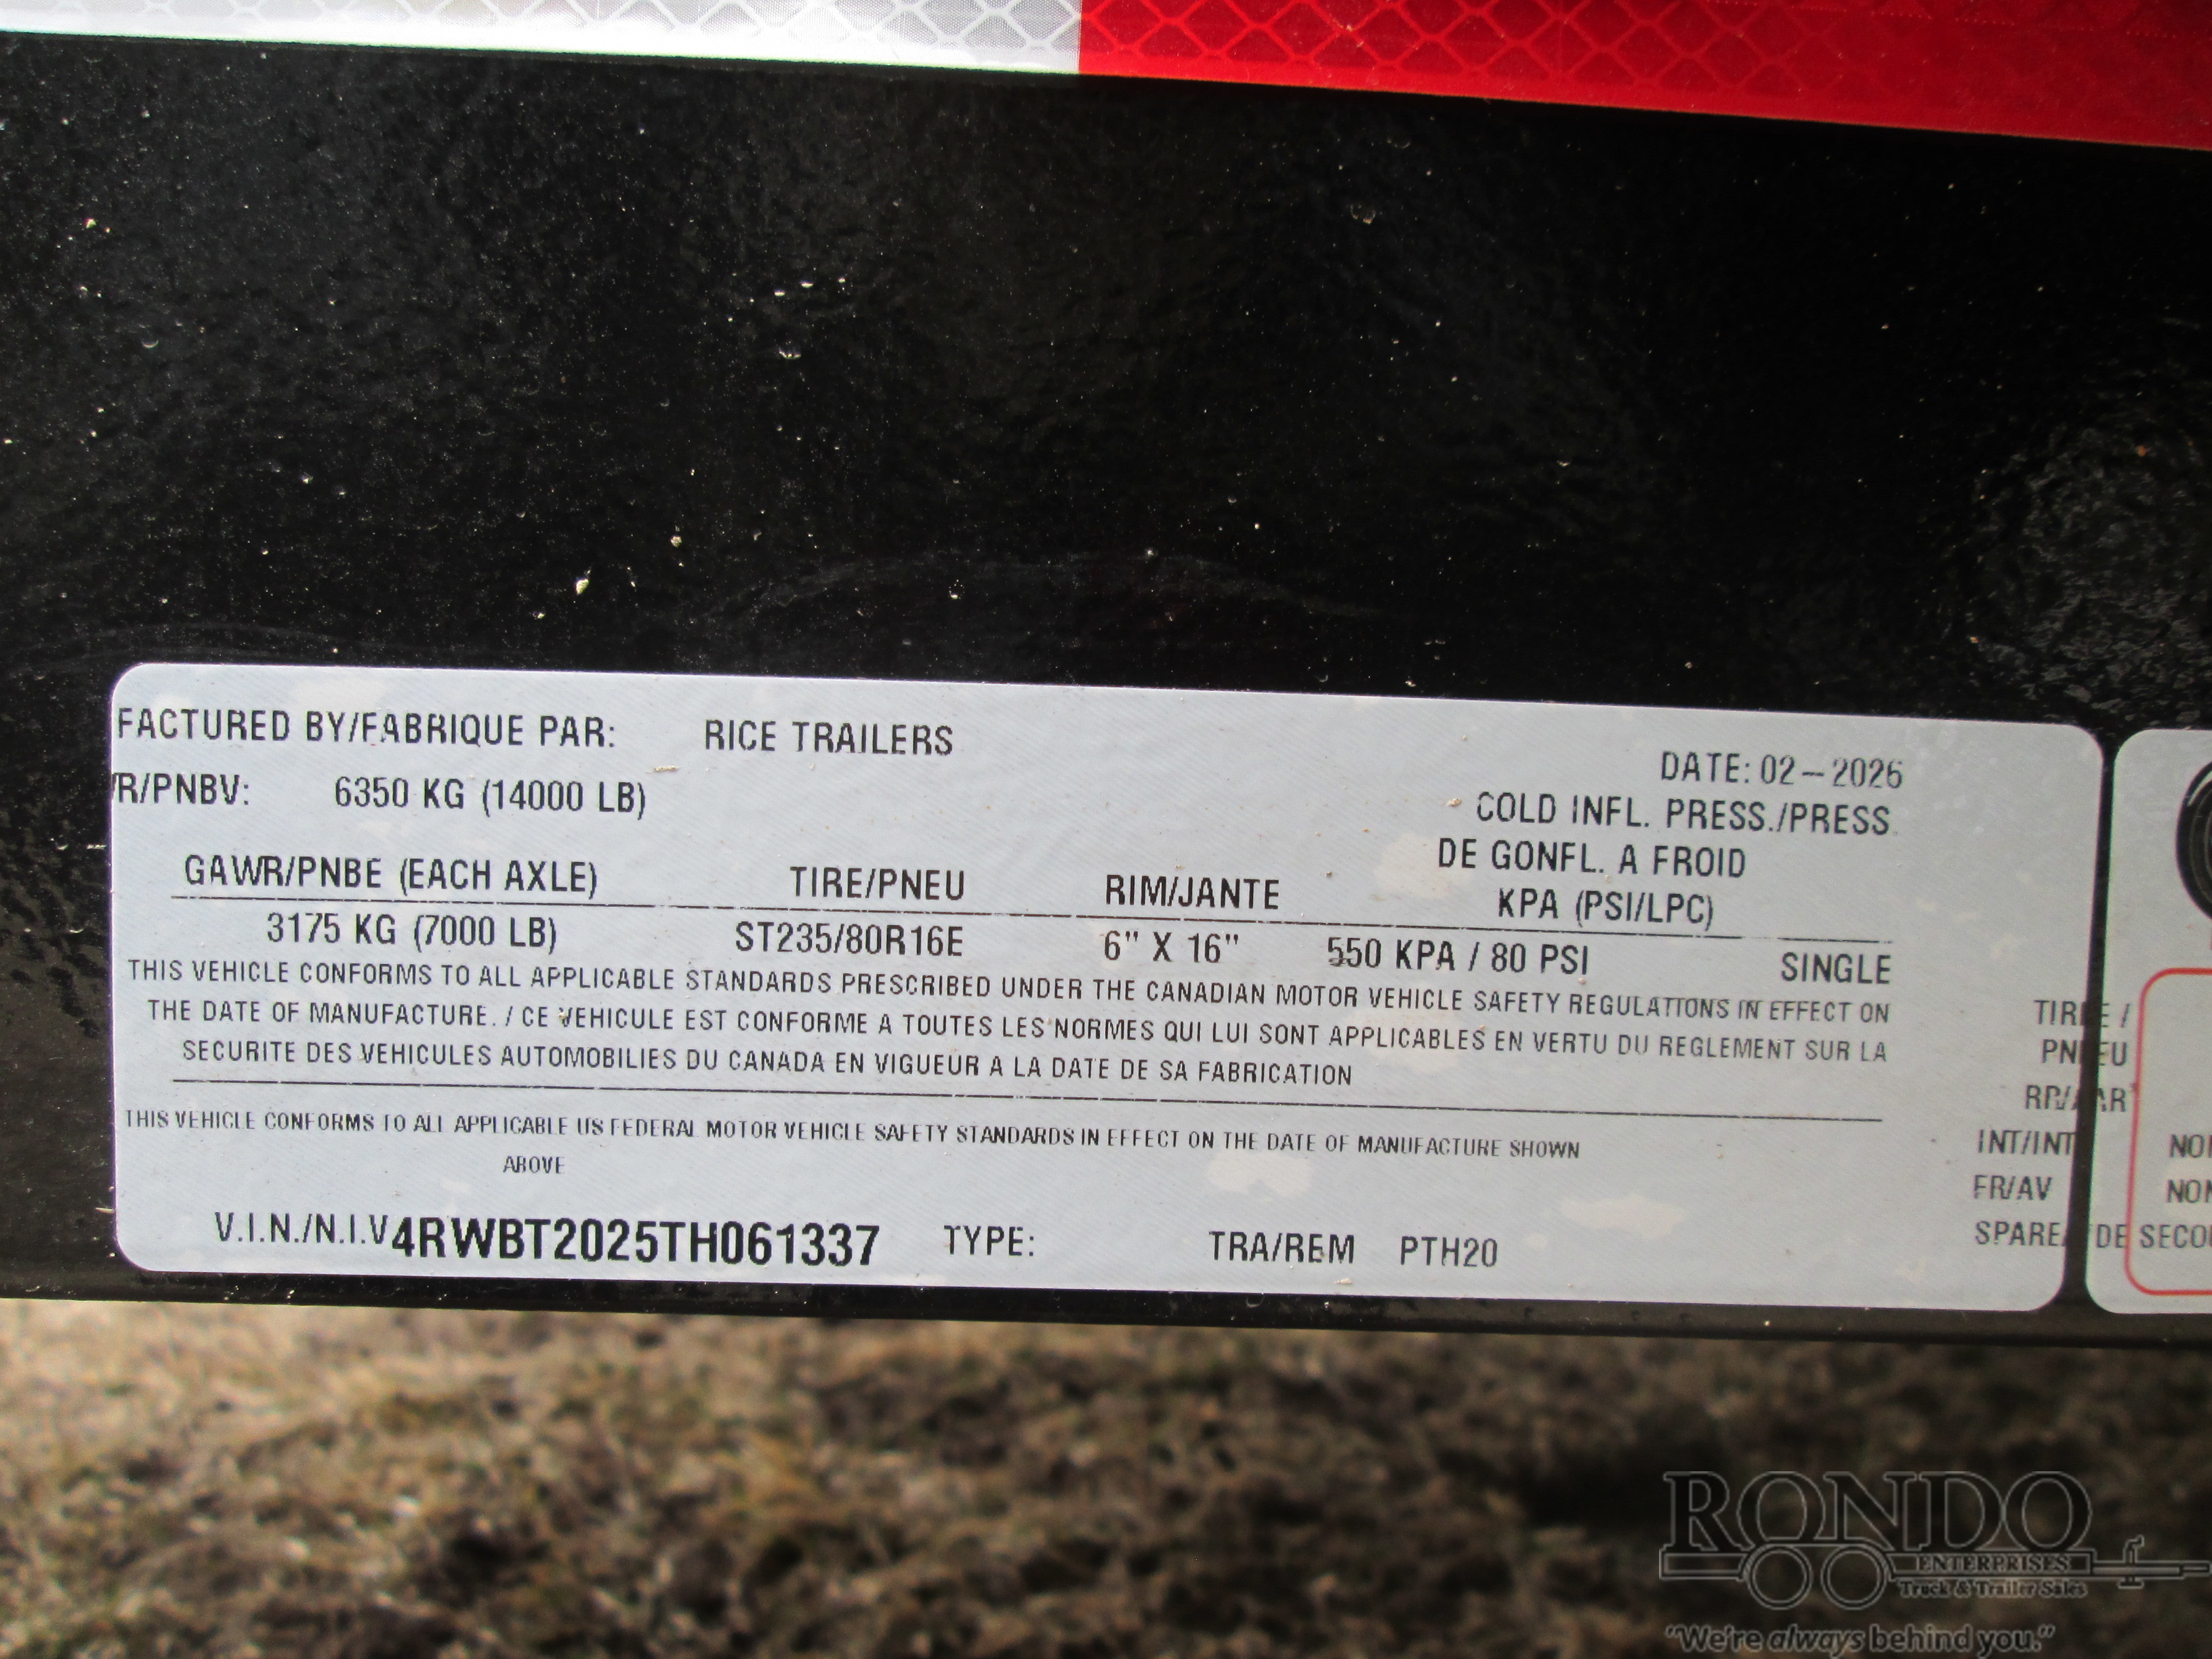 FACTURED BY/FABRIQUE PAR: RICE TRAILERS
DATE: 02-2026
R/PNBV: 6350 KG (14000 LB)
COLD INFL. PRESS./PRESS
DE GONFL. A FROID
KPA (PSI/LPC)
GAWR/PNBE (EACH AXLE) TIRE/PNEU RIM/JANTE
3175 KG (7000 LB) ST235/80R16E 6" X 16" 550 KPA / 80 PSI SINGLE
THIS VEHICLE CONFORMS TO ALL APPLICABLE STANDARDS PRESCRIBED UNDER THE CANADIAN MOTOR VEHICLE SAFETY REGULATIONS IN EFFECT ON
THE DATE OF MANUFACTURE. / CE VEHICULE EST CONFORME A TOUTES LES NORMES QUI LUI SONT APPLICABLES EN VERTU DU REGLEMENT SUR LA
SECURITE DES VEHICULES AUTOMOBILIES DU CANADA EN VIGUEUR A LA DATE DE SA FABRICATION
THIS VEHICLE CONFORMS TO ALL APPLICABLE US FEDERAL MOTOR VEHICLE SAFETY STANDARDS IN EFFECT ON THE DATE OF MANUFACTURE SHOWN
ABOVE
V.I.N./N.I.V 4RWBT2025TH061337 TYPE: TRA/REM PTH20
TIRE /
PNEU
INT/INT
FR/AV
SPARE/DE SECOU
RONDO
ENTERPRISES
Truck & Trailer Sales
"We're always behind you."